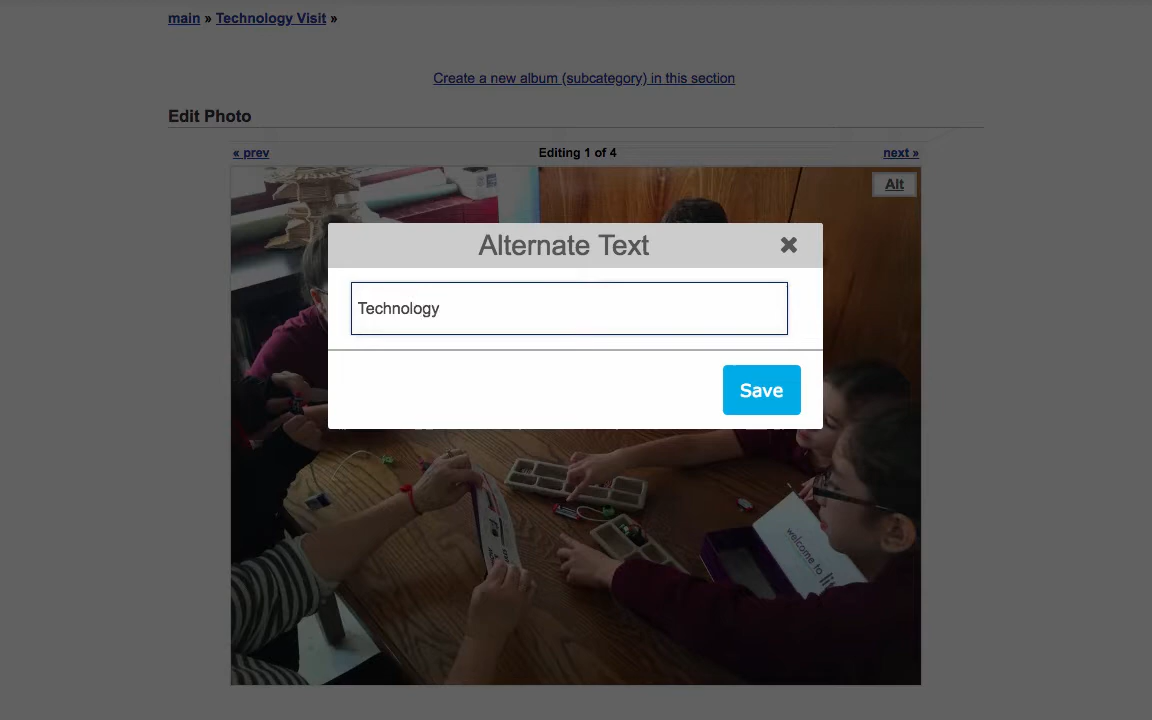 main » Technology Visit »
Create a new album (subcategory) in this section
Edit Photo
« prev Editing 1 of 4 next »
Alt
Alternate Text
Technology
Save
welcome to